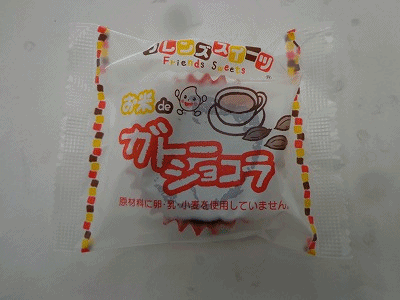 フレンズスイーツ
Friends Sweets
お米de
ガトーショコラ
原材料に卵・乳・小麦を使用していません。